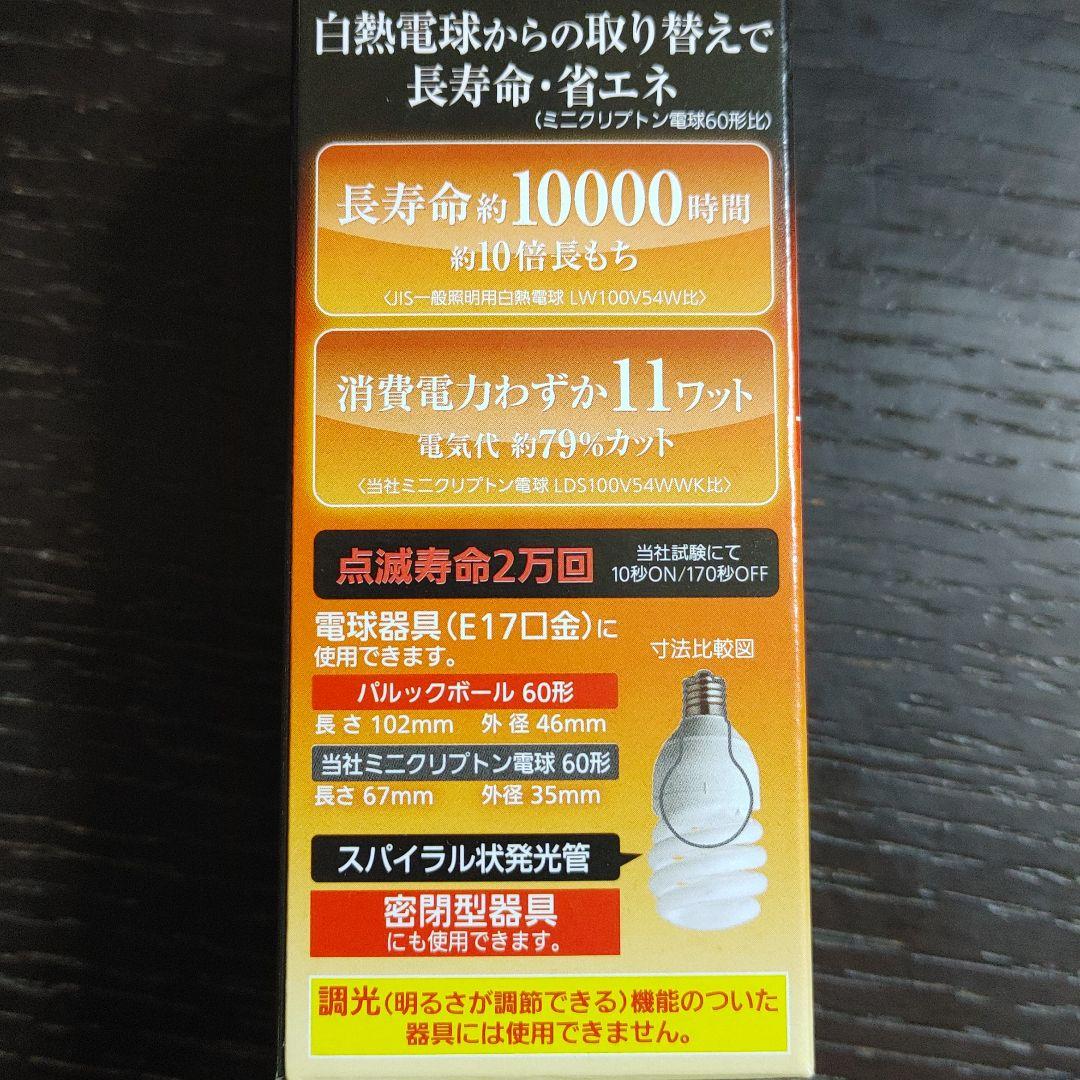 白熱電球からの取り替えで
長寿命・省エネ
(ミニクリプトン電球60形比)
長寿命 約10000時間
約10倍長もち
〈JIS一般照明用白熱電球 LW100V54W比〉
消費電力わずか11ワット
電気代 約79%カット
〈当社ミニクリプトン電球 LDS100V54WWK比〉
点滅寿命2万回
当社試験にて
10秒ON/170秒OFF
電球器具(E17口金)に
使用できます。
寸法比較図
パルックボール 60形
長さ 102mm 外径 46mm
当社ミニクリプトン電球 60形
長さ 67mm 外径 35mm
スパイラル状発光管
密閉型器具
にも使用できます。
調光(明るさが調節できる)機能のついた
器具には使用できません。